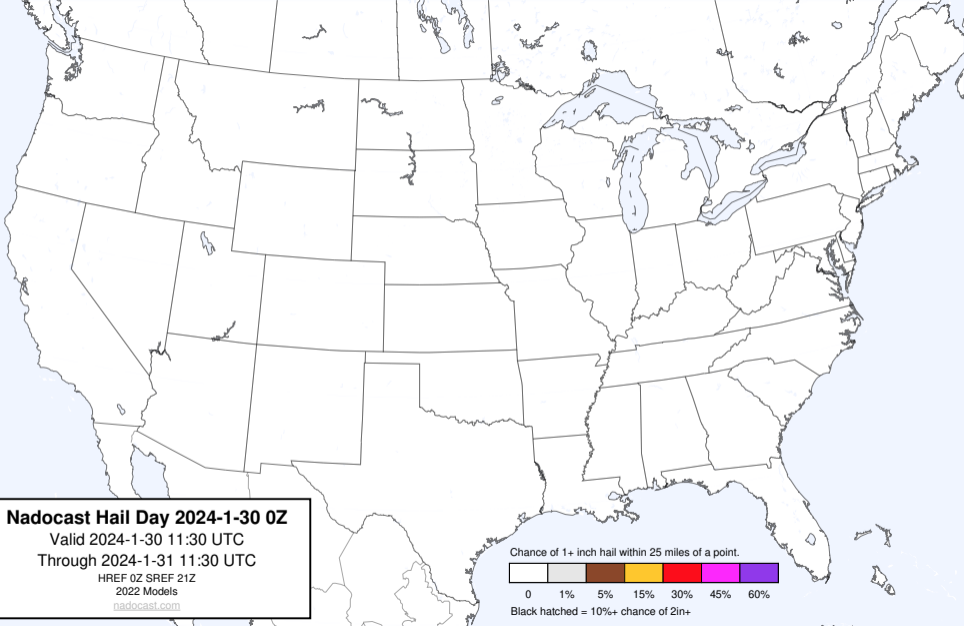 Nadocast Hail Day 2024-1-30 0Z
Valid 2024-1-30 11:30 UTC
Through 2024-1-31 11:30 UTC
HREF 0Z SREF 21Z
2022 Models
nadocast.com
Chance of 1+ inch hail within 25 miles of a point.
0 1% 5% 15% 30% 45% 60%
Black hatched = 10%+ chance of 2in+